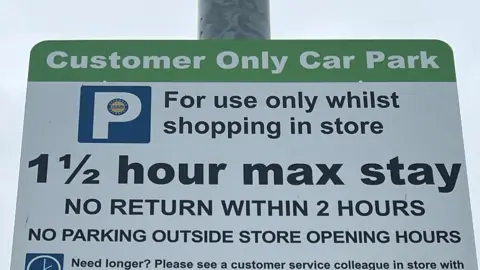 Customer Only Car Park
P
For use only whilst
shopping in store
1½ hour max stay
NO RETURN WITHIN 2 HOURS
NO PARKING OUTSIDE STORE OPENING HOURS
Need longer? Please see a customer service colleague in store with